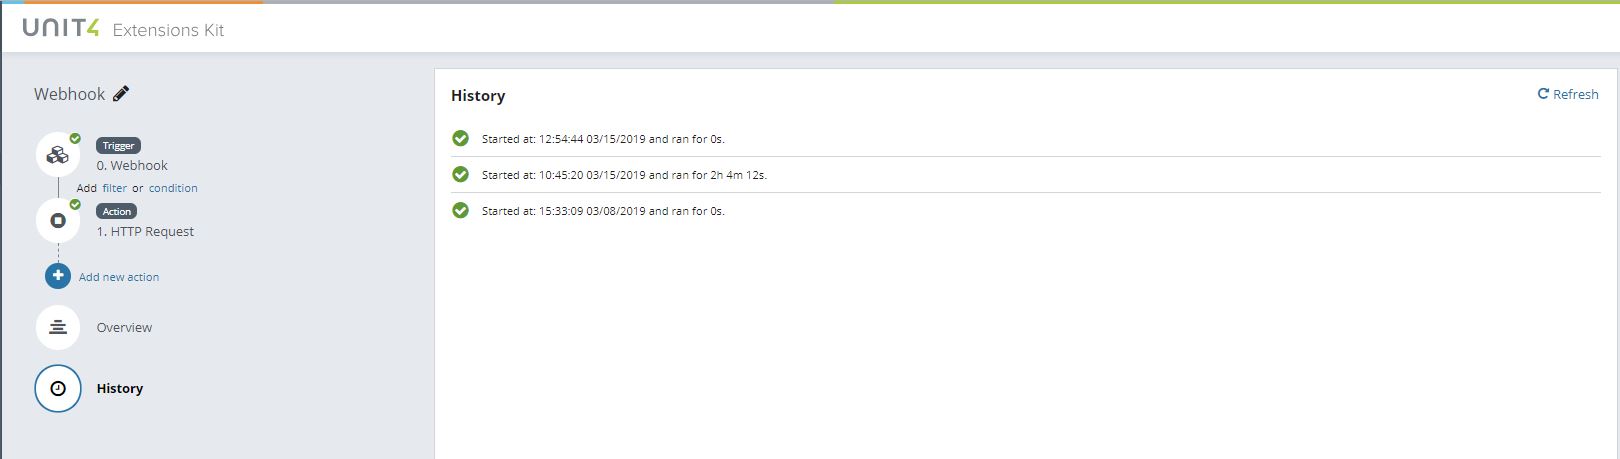 UNIT4 Extensions Kit
Webhook
Trigger
0. Webhook
Add filter or condition
Action
1. HTTP Request
Add new action
Overview
History
History
Refresh
Started at: 12:54:44 03/15/2019 and ran for 0s.
Started at: 10:45:20 03/15/2019 and ran for 2h 4m 12s.
Started at: 15:33:09 03/08/2019 and ran for 0s.